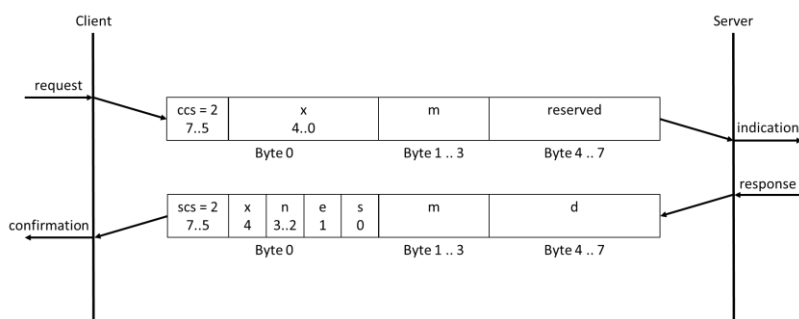 Client
Server
request
ccs = 2 x m reserved
7..5 4..0
indication
Byte 0 Byte 1 .. 3 Byte 4 .. 7
response
scs = 2 x n e s m d
7..5 4 3..2 1 0
confirmation
Byte 0 Byte 1 .. 3 Byte 4 .. 7